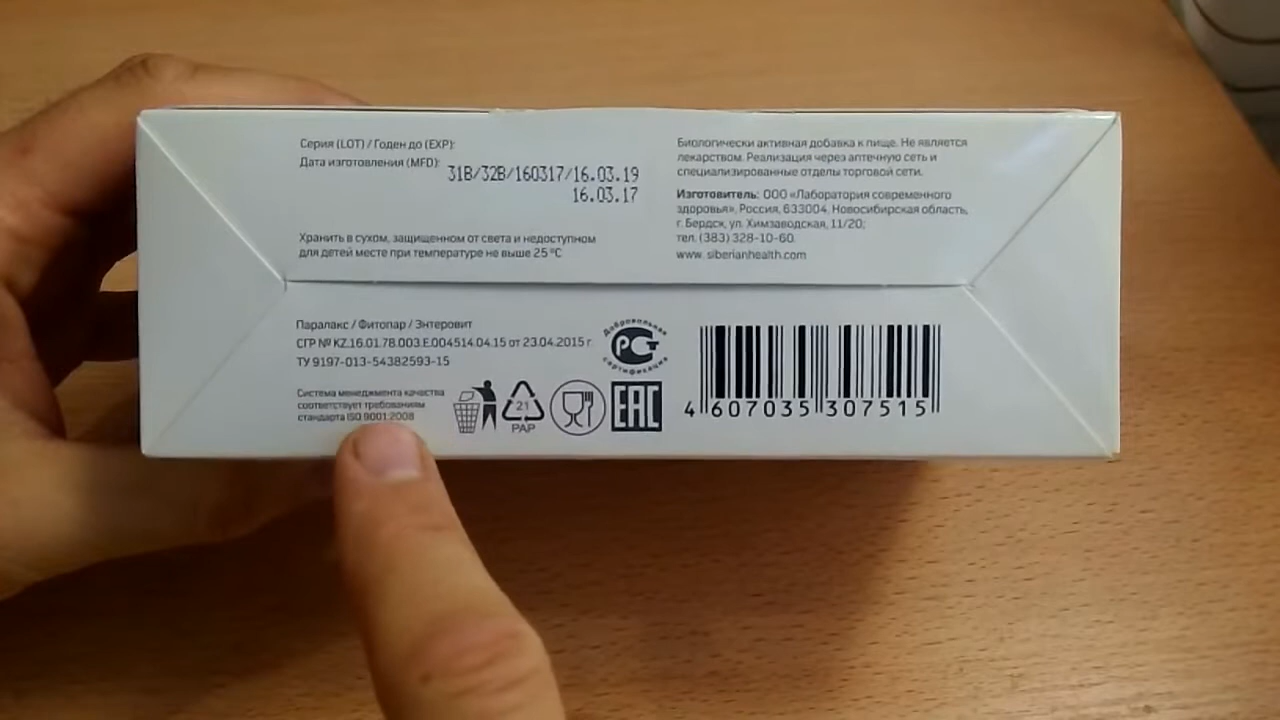 Серия (LOT) / Годен до (EXP):
Дата изготовления (MFD):
31B/32B/160317/16.03.19
16.03.17
Хранить в сухом, защищенном от света и недоступном
для детей месте при температуре не выше 25 °C
Биологически активная добавка к пище. Не является
лекарством. Реализация через аптечную сеть и
специализированные отделы торговой сети.
Изготовитель: ООО «Лаборатория современного
здоровья», Россия, 633004, Новосибирская область,
г. Бердск, ул. Химзаводская, 11/20;
тел. (383) 328-10-60.
www. siberianhealth.com
Паралакс / Фитопар / Энтеровит
СГР № KZ.16.01.78.003.E.004514.04.15 от 23.04.2015 г.
ТУ 9197-013-54382593-15
Система менеджмента качества
соответствует требованиям
стандарта ISO 9001:2008
21
PAP
Добровольная
РСТ
сертификация
EAC
4 607035 307515